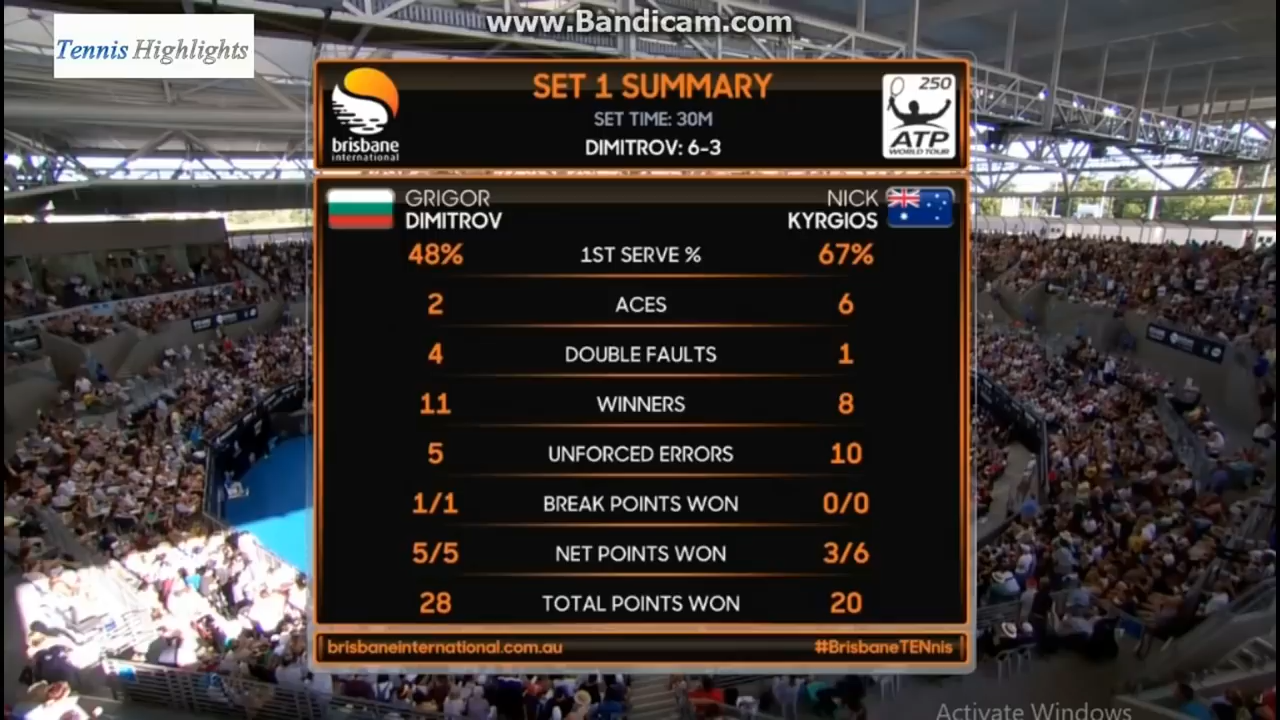 www.Bandicam.com
Tennis Highlights
brisbane
international
SET 1 SUMMARY
SET TIME: 30M
DIMITROV: 6-3
250
ATP
WORLD TOUR
GRIGOR
DIMITROV
NICK
KYRGIOS
48% 1ST SERVE % 67%
2 ACES 6
4 DOUBLE FAULTS 1
11 WINNERS 8
5 UNFORCED ERRORS 10
1/1 BREAK POINTS WON 0/0
5/5 NET POINTS WON 3/6
28 TOTAL POINTS WON 20
brisbaneinternational.com.au #BrisbaneTENnis
Activate Windows